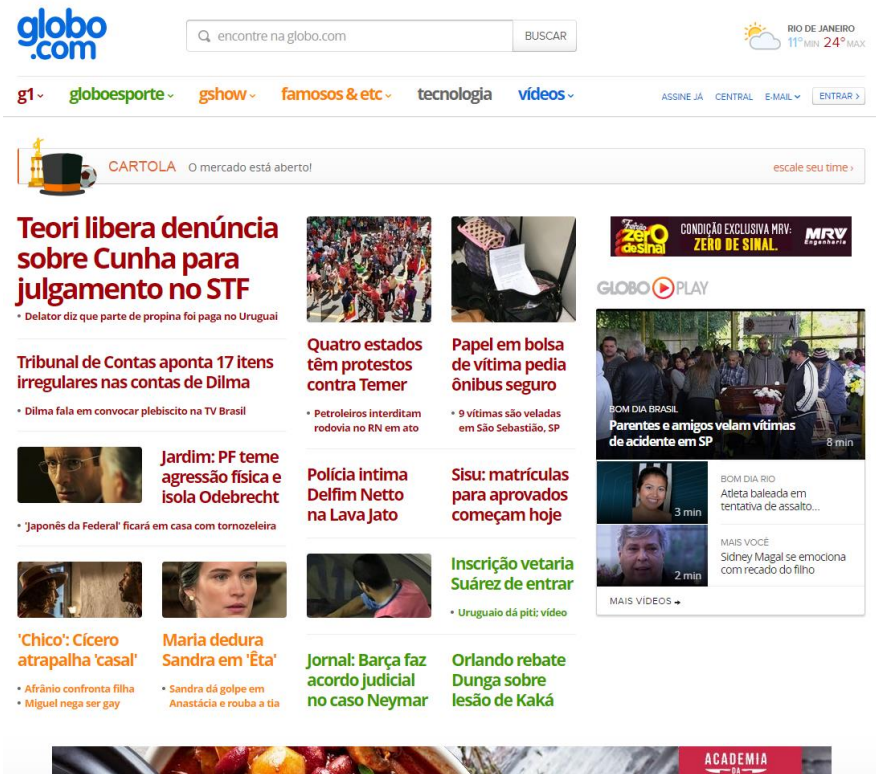 globo
.com
encontre na globo.com
BUSCAR
RIO DE JANEIRO
11° MIN 24° MAX
g1
globoesporte
gshow
famosos & etc
tecnologia
vídeos
ASSINE JÁ
CENTRAL
E-MAIL
ENTRAR >
CARTOLA
O mercado está aberto!
escale seu time ›
Teori libera denúncia
sobre Cunha para
julgamento no STF
• Delator diz que parte de propina foi paga no Uruguai
Tribunal de Contas aponta 17 itens
irregulares nas contas de Dilma
• Dilma fala em convocar plebiscito na TV Brasil
Jardim: PF teme
agressão física e
isola Odebrecht
• 'Japonês da Federal' ficará em casa com tornozeleira
'Chico': Cícero
atrapalha 'casal'
• Afrânio confronta filha
• Miguel nega ser gay
Maria dedura
Sandra em 'Êta'
• Sandra dá golpe em
Anastácia e rouba a tia
Quatro estados
têm protestos
contra Temer
• Petroleiros interditam
rodovia no RN em ato
Papel em bolsa
de vítima pedia
ônibus seguro
• 9 vítimas são veladas
em São Sebastião, SP
Polícia intima
Delfim Netto
na Lava Jato
Sisu: matrículas
para aprovados
começam hoje
Inscrição vetaria
Suárez de entrar
• Uruguaio dá piti; vídeo
Jornal: Barça faz
acordo judicial
no caso Neymar
Orlando rebate
Dunga sobre
lesão de Kaká
Feirão
zero
de sinal
CONDIÇÃO EXCLUSIVA MRV:
ZERO DE SINAL.
MRV
Engenharia
GLOBO PLAY
BOM DIA BRASIL
Parentes e amigos velam vítimas
de acidente em SP
8 min
3 min
BOM DIA RIO
Atleta baleada em
tentativa de assalto...
2 min
MAIS VOCÊ
Sidney Magal se emociona
com recado do filho
MAIS VÍDEOS
ACADEMIA
DA